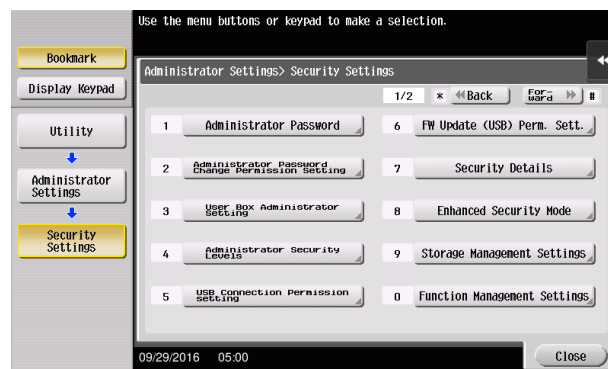 Use the menu buttons or keypad to make a selection.
Bookmark
Display Keypad
Utility
Administrator
Settings
Security
Settings
Administrator Settings> Security Settings
1/2 * Back For-
ward #
1 Administrator Password
2 Administrator Password
Change Permission Setting
3 User Box Administrator
Setting
4 Administrator Security
Levels
5 USB Connection Permission
setting
6 FW Update (USB) Perm. Sett.
7 Security Details
8 Enhanced Security Mode
9 Storage Management Settings
0 Function Management Settings
09/29/2016 05:00
Close